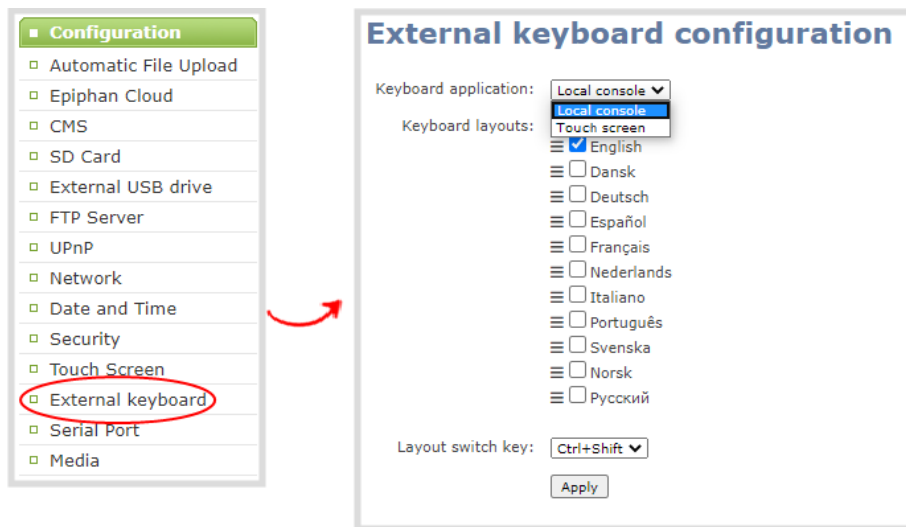 Configuration
Automatic File Upload
Epiphan Cloud
CMS
SD Card
External USB drive
FTP Server
UPnP
Network
Date and Time
Security
Touch Screen
External keyboard
Serial Port
Media
External keyboard configuration
Keyboard application: Local console
Local console
Touch screen
Keyboard layouts:
English
Dansk
Deutsch
Español
Français
Nederlands
Italiano
Português
Svenska
Norsk
Русский
Layout switch key: Ctrl+Shift
Apply